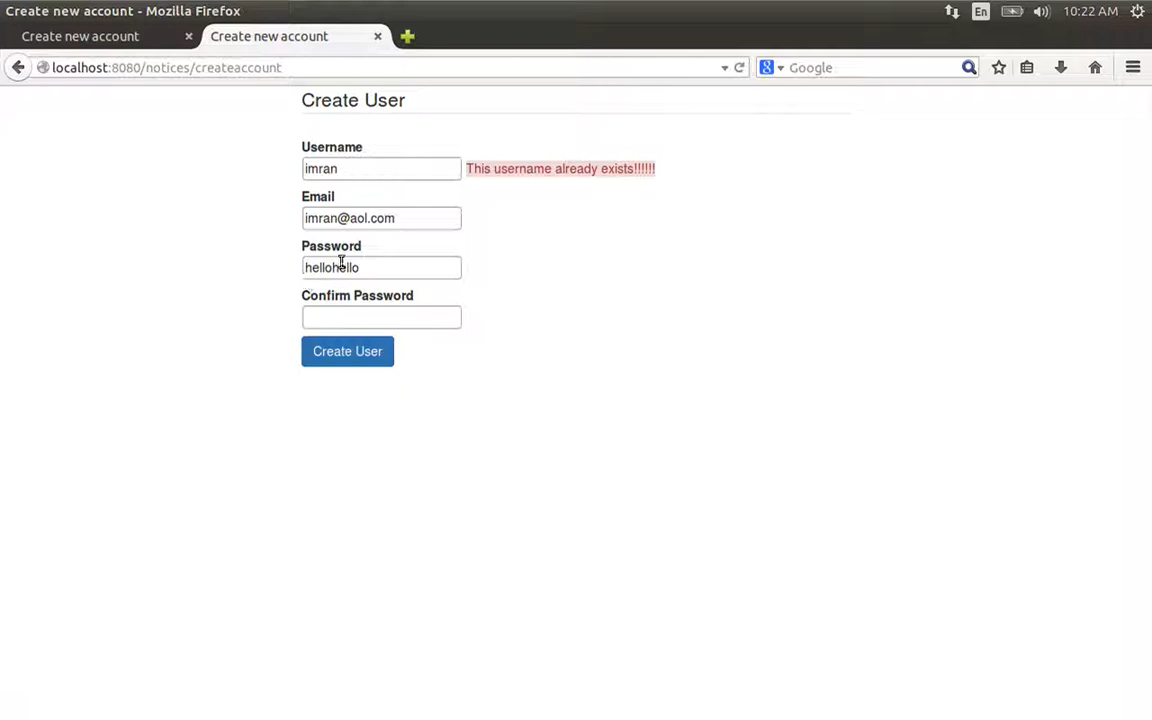 Create new account - Mozilla Firefox
En
10:22 AM
Create new account
Create new account
localhost:8080/notices/createaccount
Google
Create User
Username
imran
This username already exists!!!!!!
Email
imran@aol.com
Password
hellohello
Confirm Password
Create User